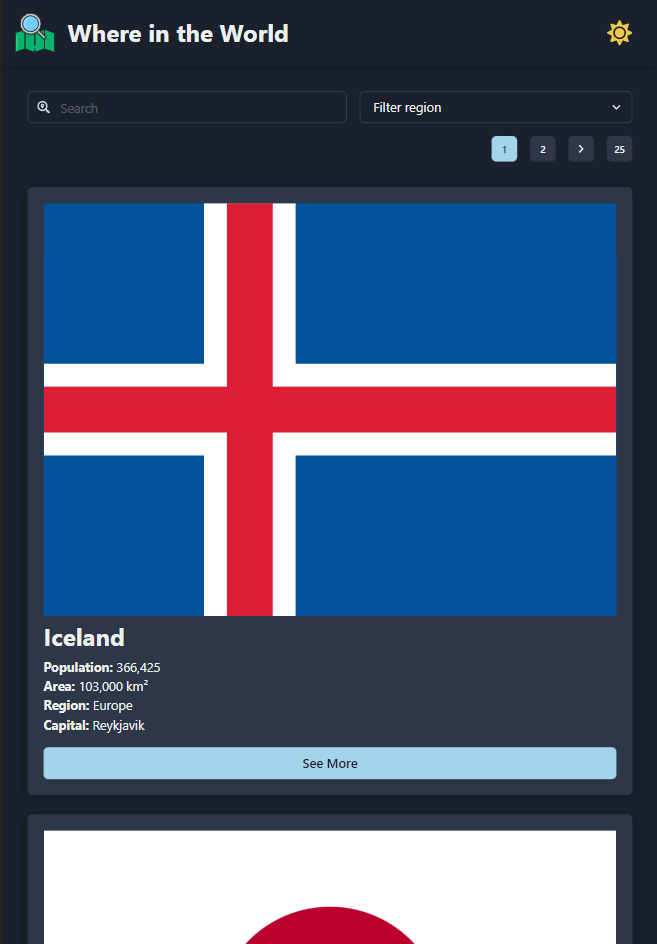 Where in the World
Search
Filter region
1
2
25
Iceland
Population: 366,425
Area: 103,000 km²
Region: Europe
Capital: Reykjavik
See More